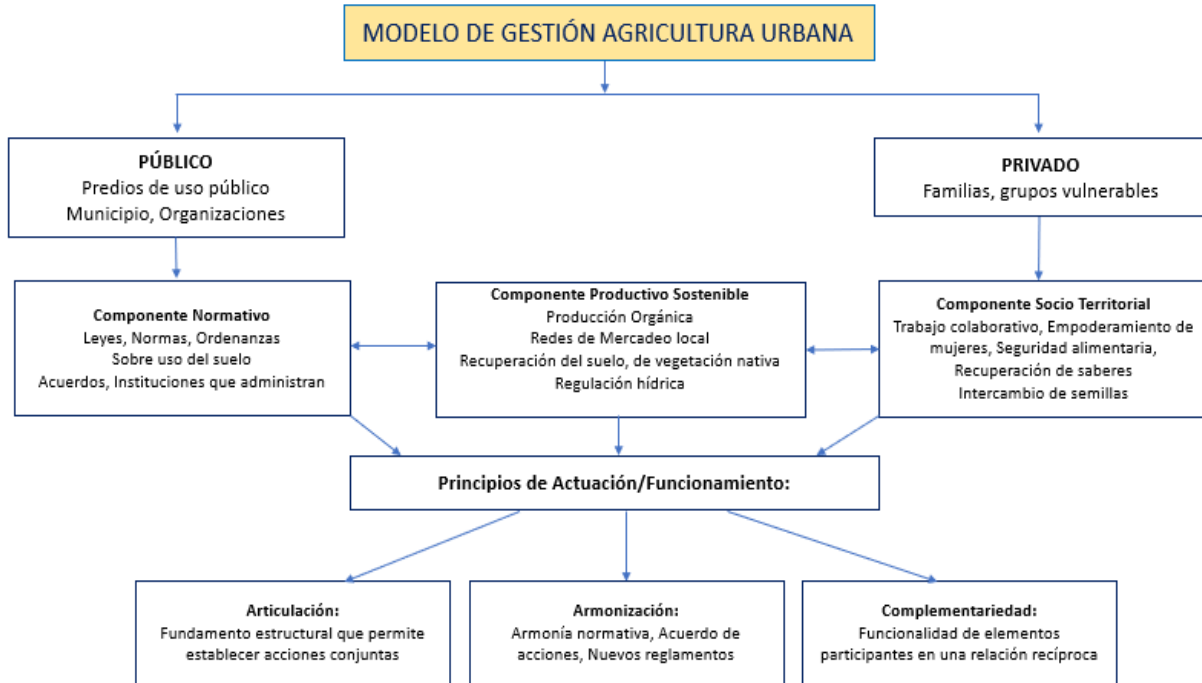 MODELO DE GESTIÓN AGRICULTURA URBANA
PÚBLICO
Predios de uso público
Municipio, Organizaciones
PRIVADO
Familias, grupos vulnerables
Componente Normativo
Leyes, Normas, Ordenanzas
Sobre uso del suelo
Acuerdos, Instituciones que administran
Componente Productivo Sostenible
Producción Orgánica
Redes de Mercadeo local
Recuperación del suelo, de vegetación nativa
Regulación hídrica
Componente Socio Territorial
Trabajo colaborativo, Empoderamiento de
mujeres, Seguridad alimentaria,
Recuperación de saberes
Intercambio de semillas
Principios de Actuación/Funcionamiento:
Articulación:
Fundamento estructural que permite
establecer acciones conjuntas
Armonización:
Armonía normativa, Acuerdo de
acciones, Nuevos reglamentos
Complementariedad:
Funcionalidad de elementos
participantes en una relación recíproca